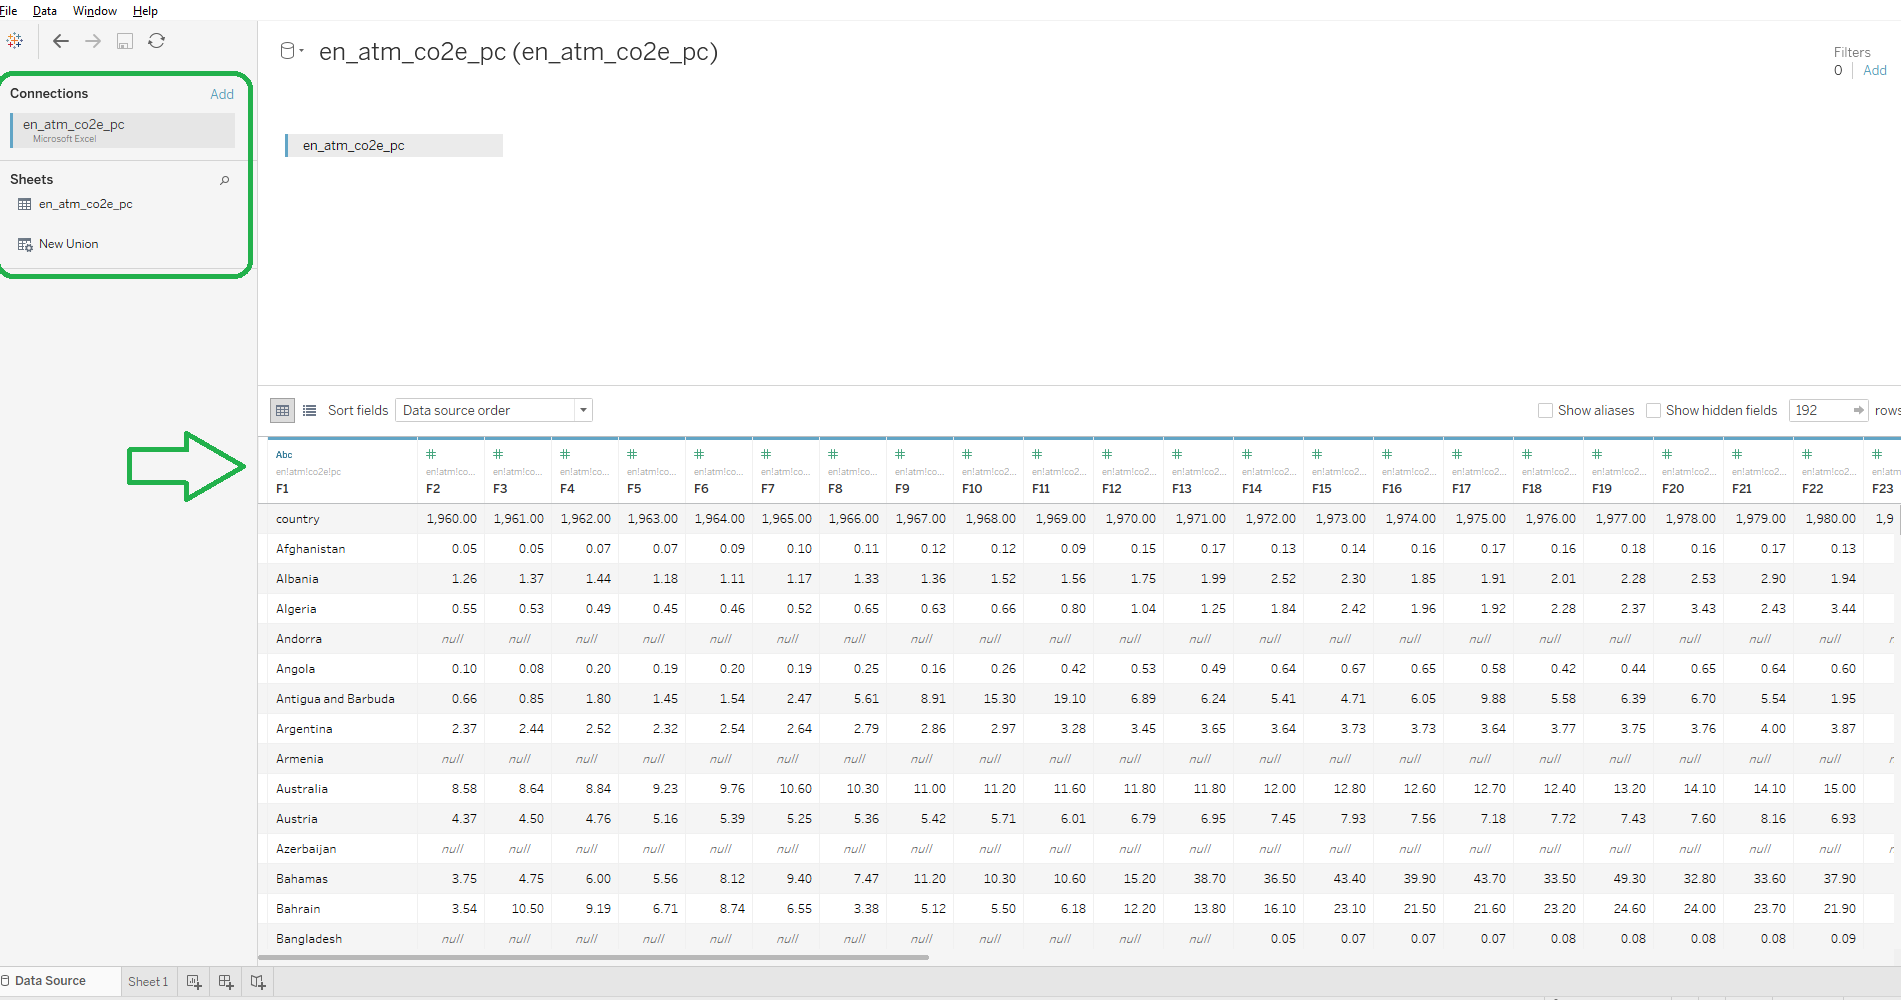 File Data Window Help
Connections Add
en_atm_co2e_pc
Microsoft Excel
Sheets
en_atm_co2e_pc
New Union
en_atm_co2e_pc (en_atm_co2e_pc)
Filters
0 Add
en_atm_co2e_pc
Sort fields Data source order Show aliases Show hidden fields 192 rows
Abc # # # # # # # # # # # # # # # # # # # # # #
en!atm!co2e!pc en!atm!co... en!atm!co... en!atm!co... en!atm!co... en!atm!co... en!atm!co... en!atm!co... en!atm!co... en!atm!co2... en!atm!co2... en!atm!co2... en!atm!co2... en!atm!co2... en!atm!co2... en!atm!co2... en!atm!co2... en!atm!co2... en!atm!co2... en!atm!co2... en!atm!co2... en!atm!co2... en!atm
F1 F2 F3 F4 F5 F6 F7 F8 F9 F10 F11 F12 F13 F14 F15 F16 F17 F18 F19 F20 F21 F22 F23
country 1,960.00 1,961.00 1,962.00 1,963.00 1,964.00 1,965.00 1,966.00 1,967.00 1,968.00 1,969.00 1,970.00 1,971.00 1,972.00 1,973.00 1,974.00 1,975.00 1,976.00 1,977.00 1,978.00 1,979.00 1,980.00 1,9
Afghanistan 0.05 0.05 0.07 0.07 0.09 0.10 0.11 0.12 0.12 0.09 0.15 0.17 0.13 0.14 0.16 0.17 0.16 0.18 0.16 0.17 0.13
Albania 1.26 1.37 1.44 1.18 1.11 1.17 1.33 1.36 1.52 1.56 1.75 1.99 2.52 2.30 1.85 1.91 2.01 2.28 2.53 2.90 1.94
Algeria 0.55 0.53 0.49 0.45 0.46 0.52 0.65 0.63 0.66 0.80 1.04 1.25 1.84 2.42 1.96 1.92 2.28 2.37 3.43 2.43 3.44
Andorra null null null null null null null null null null null null null null null null null null null null null n
Angola 0.10 0.08 0.20 0.19 0.20 0.19 0.25 0.16 0.26 0.42 0.53 0.49 0.64 0.67 0.65 0.58 0.42 0.44 0.65 0.64 0.60
Antigua and Barbuda 0.66 0.85 1.80 1.45 1.54 2.47 5.61 8.91 15.30 19.10 6.89 6.24 5.41 4.71 6.05 9.88 5.58 6.39 6.70 5.54 1.95
Argentina 2.37 2.44 2.52 2.32 2.54 2.64 2.79 2.86 2.97 3.28 3.45 3.65 3.64 3.73 3.73 3.64 3.77 3.75 3.76 4.00 3.87
Armenia null null null null null null null null null null null null null null null null null null null null null n
Australia 8.58 8.64 8.84 9.23 9.76 10.60 10.30 11.00 11.20 11.60 11.80 11.80 12.00 12.80 12.60 12.70 12.40 13.20 14.10 14.10 15.00
Austria 4.37 4.50 4.76 5.16 5.39 5.25 5.36 5.42 5.71 6.01 6.79 6.95 7.45 7.93 7.56 7.18 7.72 7.43 7.60 8.16 6.93
Azerbaijan null null null null null null null null null null null null null null null null null null null null null n
Bahamas 3.75 4.75 6.00 5.56 8.12 9.40 7.47 11.20 10.30 10.60 15.20 38.70 36.50 43.40 39.90 43.70 33.50 49.30 32.80 33.60 37.90
Bahrain 3.54 10.50 9.19 6.71 8.74 6.55 3.38 5.12 5.50 6.18 12.20 13.80 16.10 23.10 21.50 21.60 23.20 24.60 24.00 23.70 21.90
Bangladesh null null null null null null null null null null null null 0.05 0.07 0.07 0.07 0.08 0.08 0.08 0.08 0.09
Data Source Sheet 1